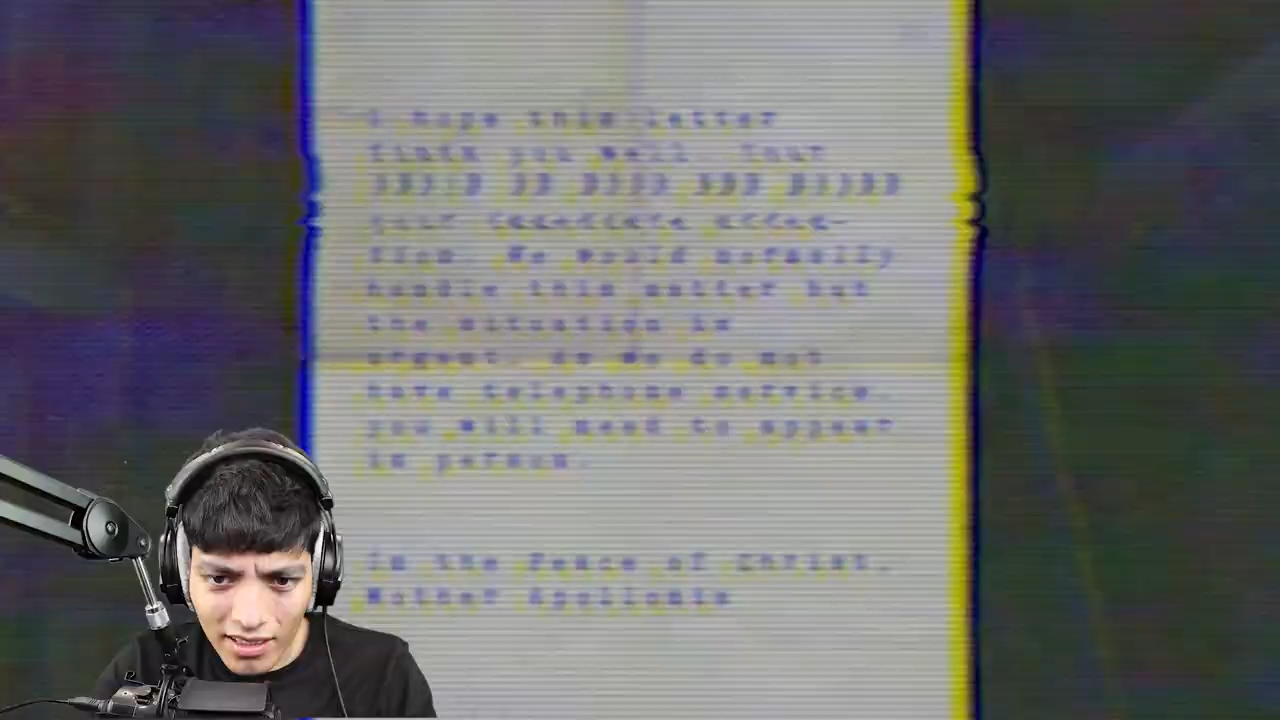 I hope this letter
finds you well. Your
your immediate atten-
tion. We would normally
handle this matter but
the situation is
urgent. As we do not
have telephone service,
you will need to appear
in person.
In the Peace of Christ,
Mother Apollonia